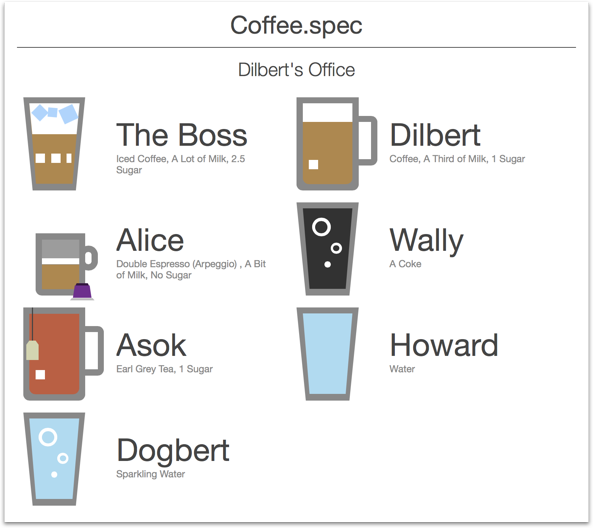 Coffee.spec
Dilbert's Office
The Boss
Iced Coffee, A Lot of Milk, 2.5
Sugar
Dilbert
Coffee, A Third of Milk, 1 Sugar
Alice
Double Espresso (Arpeggio) , A Bit
of Milk, No Sugar
Wally
A Coke
Asok
Earl Grey Tea, 1 Sugar
Howard
Water
Dogbert
Sparkling Water